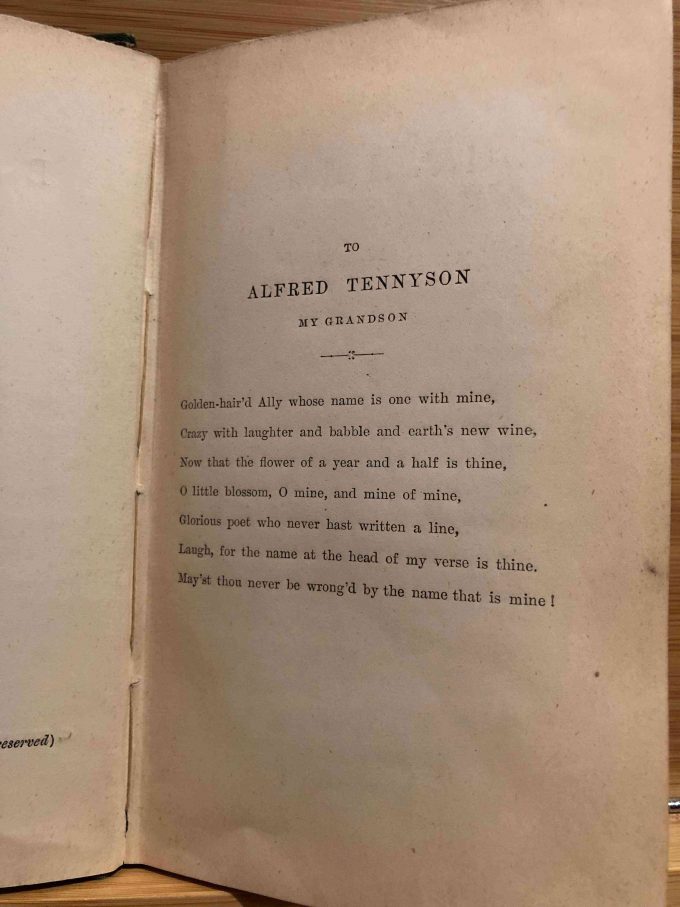 reserved)
TO
ALFRED TENNYSON
MY GRANDSON
Golden-hair'd Ally whose name is one with mine,
Crazy with laughter and babble and earth's new wine,
Now that the flower of a year and a half is thine,
O little blossom, O mine, and mine of mine,
Glorious poet who never hast written a line,
Laugh, for the name at the head of my verse is thine.
May'st thou never be wrong'd by the name that is mine!